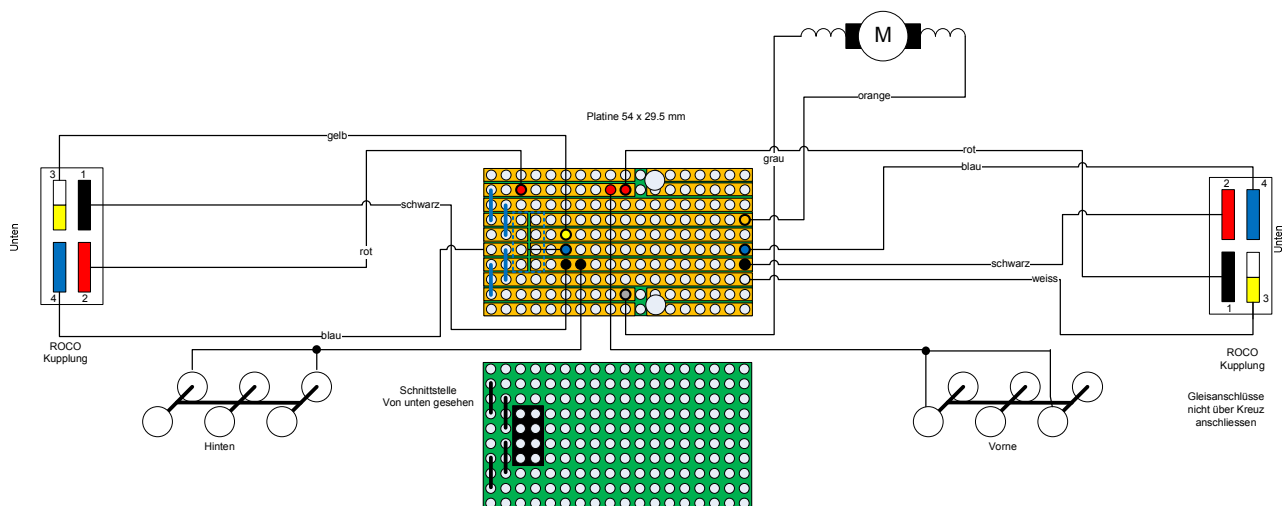 M
orange
Platine 54 x 29.5 mm
gelb
grau
rot
blau
3 1
2 4
schwarz
Unten
Unten
rot
schwarz
weiss
4 2
1 3
blau
ROCO
Kupplung
ROCO
Kupplung
Schnittstelle
Von unten gesehen
Gleisanschlüsse
nicht über Kreuz
anschliessen
Hinten
Vorne